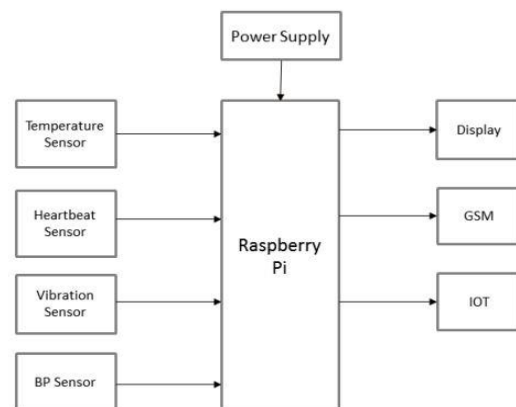 Power Supply
Temperature
Sensor
Heartbeat
Sensor
Vibration
Sensor
BP Sensor
Raspberry
Pi
Display
GSM
IOT